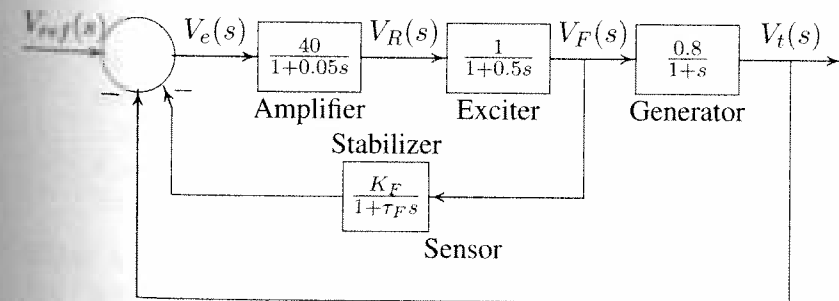 V_ref(s)
V_e(s)
40
1+0.05s
V_R(s)
1
1+0.5s
V_F(s)
0.8
1+s
V_t(s)
Amplifier
Exciter
Generator
Stabilizer
K_F
1+τ_F s
Sensor
−
−